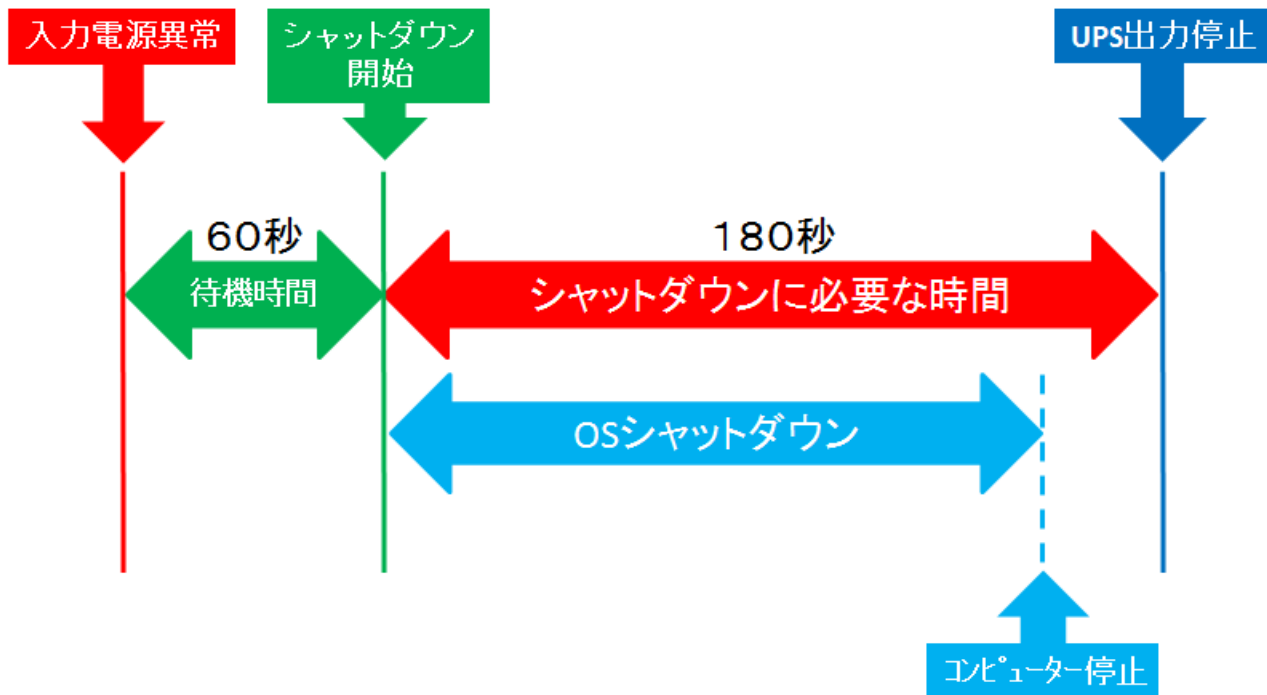 入力電源異常
シャットダウン
開始
UPS出力停止
60秒
180秒
待機時間
シャットダウンに必要な時間
OSシャットダウン
コンピューター停止